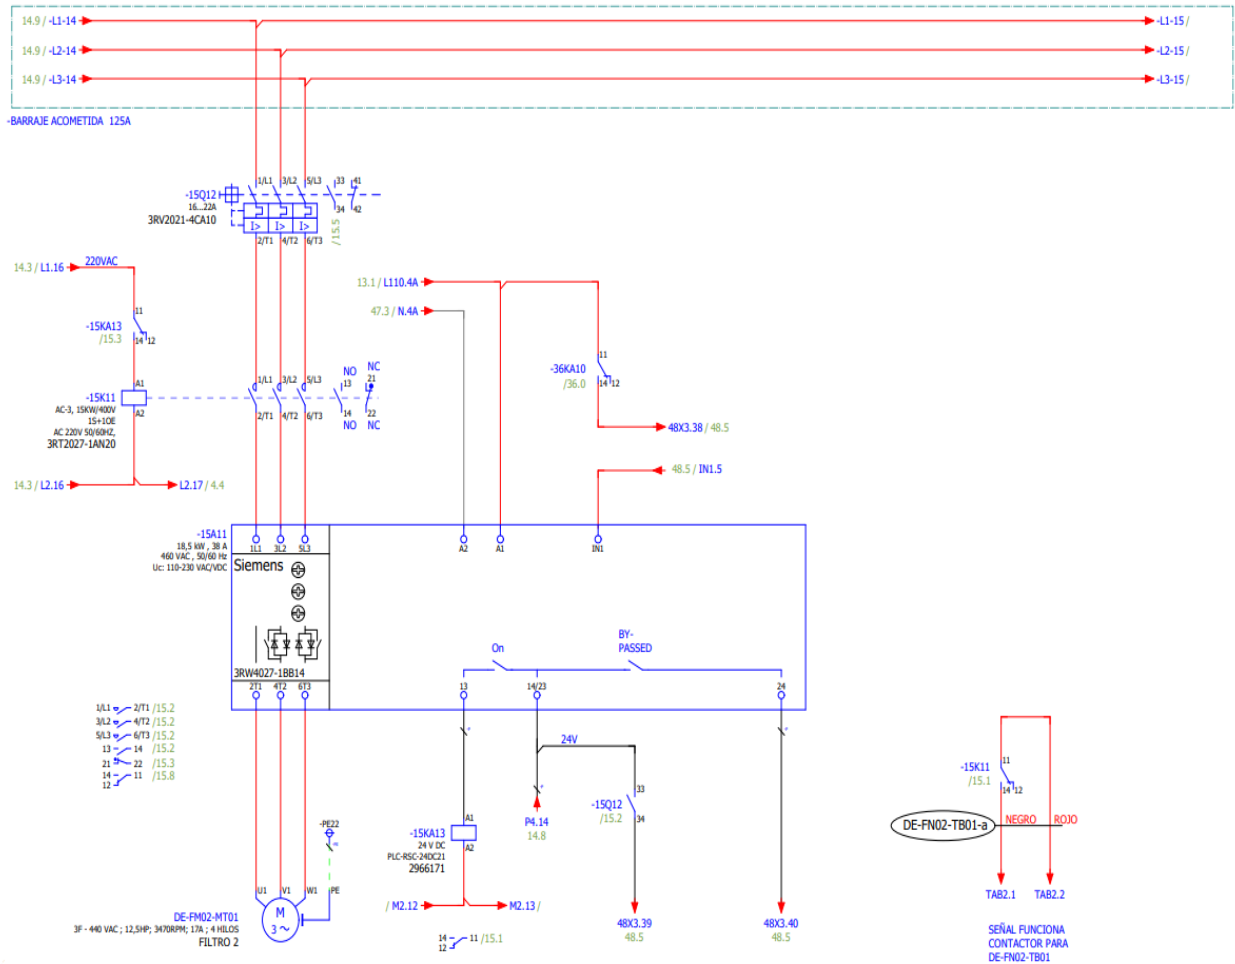 14.9 / -L1-14
-L1-15 /
14.9 / -L2-14
-L2-15 /
14.9 / -L3-14
-L3-15 /
-BARRAJE ACOMETIDA 125A
1/L1 3/L2 5/L3 33 41
-15Q12
16...22A
3RV2021-4CA10
34 42
I> I> I>
2/T1 4/T2 6/T3
/15.5
14.3 / L1.16
220VAC
13.1 / L110.4A
47.3 / N.4A
11
-15KA13
/15.3
14 12
11
-36KA10
/36.0
14 12
NO NC
1/L1 3/L2 5/L3 13 21
A1
-15K11
A2
AC-3, 15KW/400V
1S+1OE
AC 220V 50/60HZ,
3RT2027-1AN20
2/T1 4/T2 6/T3 14 22
NO NC
48X3.38 / 48.5
48.5 / IN1.5
14.3 / L2.16
L2.17 / 4.4
-15A11
18,5 kW , 38 A
460 VAC , 50/60 Hz
Uc: 110-230 VAC/VDC
1L1 3L2 5L3
A2 A1 IN1
Siemens
3RW4027-1BB14
2T1 4T2 6T3
On
BY-
PASSED
13 14/23 24
1/L1 2/T1 /15.2
3/L2 4/T2 /15.2
5/L3 6/T3 /15.2
13 14 /15.2
21 22 /15.3
14 11 /15.8
12
24V
33
-15Q12
/15.2
34
P4.14
14.8
A1
-15KA13
A2
24 V DC
PLC-RSC-24DC21
2966171
-PE22
U1 V1 W1 PE
M
3 ~
DE-FM02-MT01
3F - 440 VAC ; 12,5HP; 3470RPM; 17A ; 4 HILOS
FILTRO 2
/ M2.12
M2.13 /
14 11 /15.1
12
48X3.39
48.5
48X3.40
48.5
11
-15K11
/15.1
14 12
DE-FN02-TB01-a
NEGRO
ROJO
TAB2.1
TAB2.2
SEÑAL FUNCIONA
CONTACTOR PARA
DE-FN02-TB01